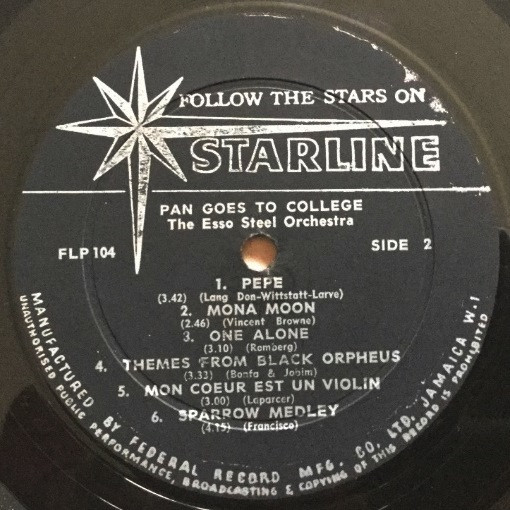 FOLLOW THE STARS ON
STARLINE
PAN GOES TO COLLEGE
The Esso Steel Orchestra
FLP 104
SIDE 2
1. PEPE
(3.42) (Lang Don-Wittstatt-Larve)
2. MONA MOON
(2.46) (Vincent Browne)
3. ONE ALONE
3.10) (Romberg)
4. THEMES FROM BLACK ORPHEUS
(3.33) (Bonfa & Jobim)
5. MON COEUR EST UN VIOLIN
(3.00) (Laparcer)
6. SPARROW MEDLEY
(4.15) (Francisco)
MANUFACTURED BY FEDERAL RECORD MFG. CO. LTD. JAMAICA W.I
UNAUTHORISED PUBLIC PERFORMANCE, BROADCASTING & COPYING OF THIS RECORD IS PROHIBITED